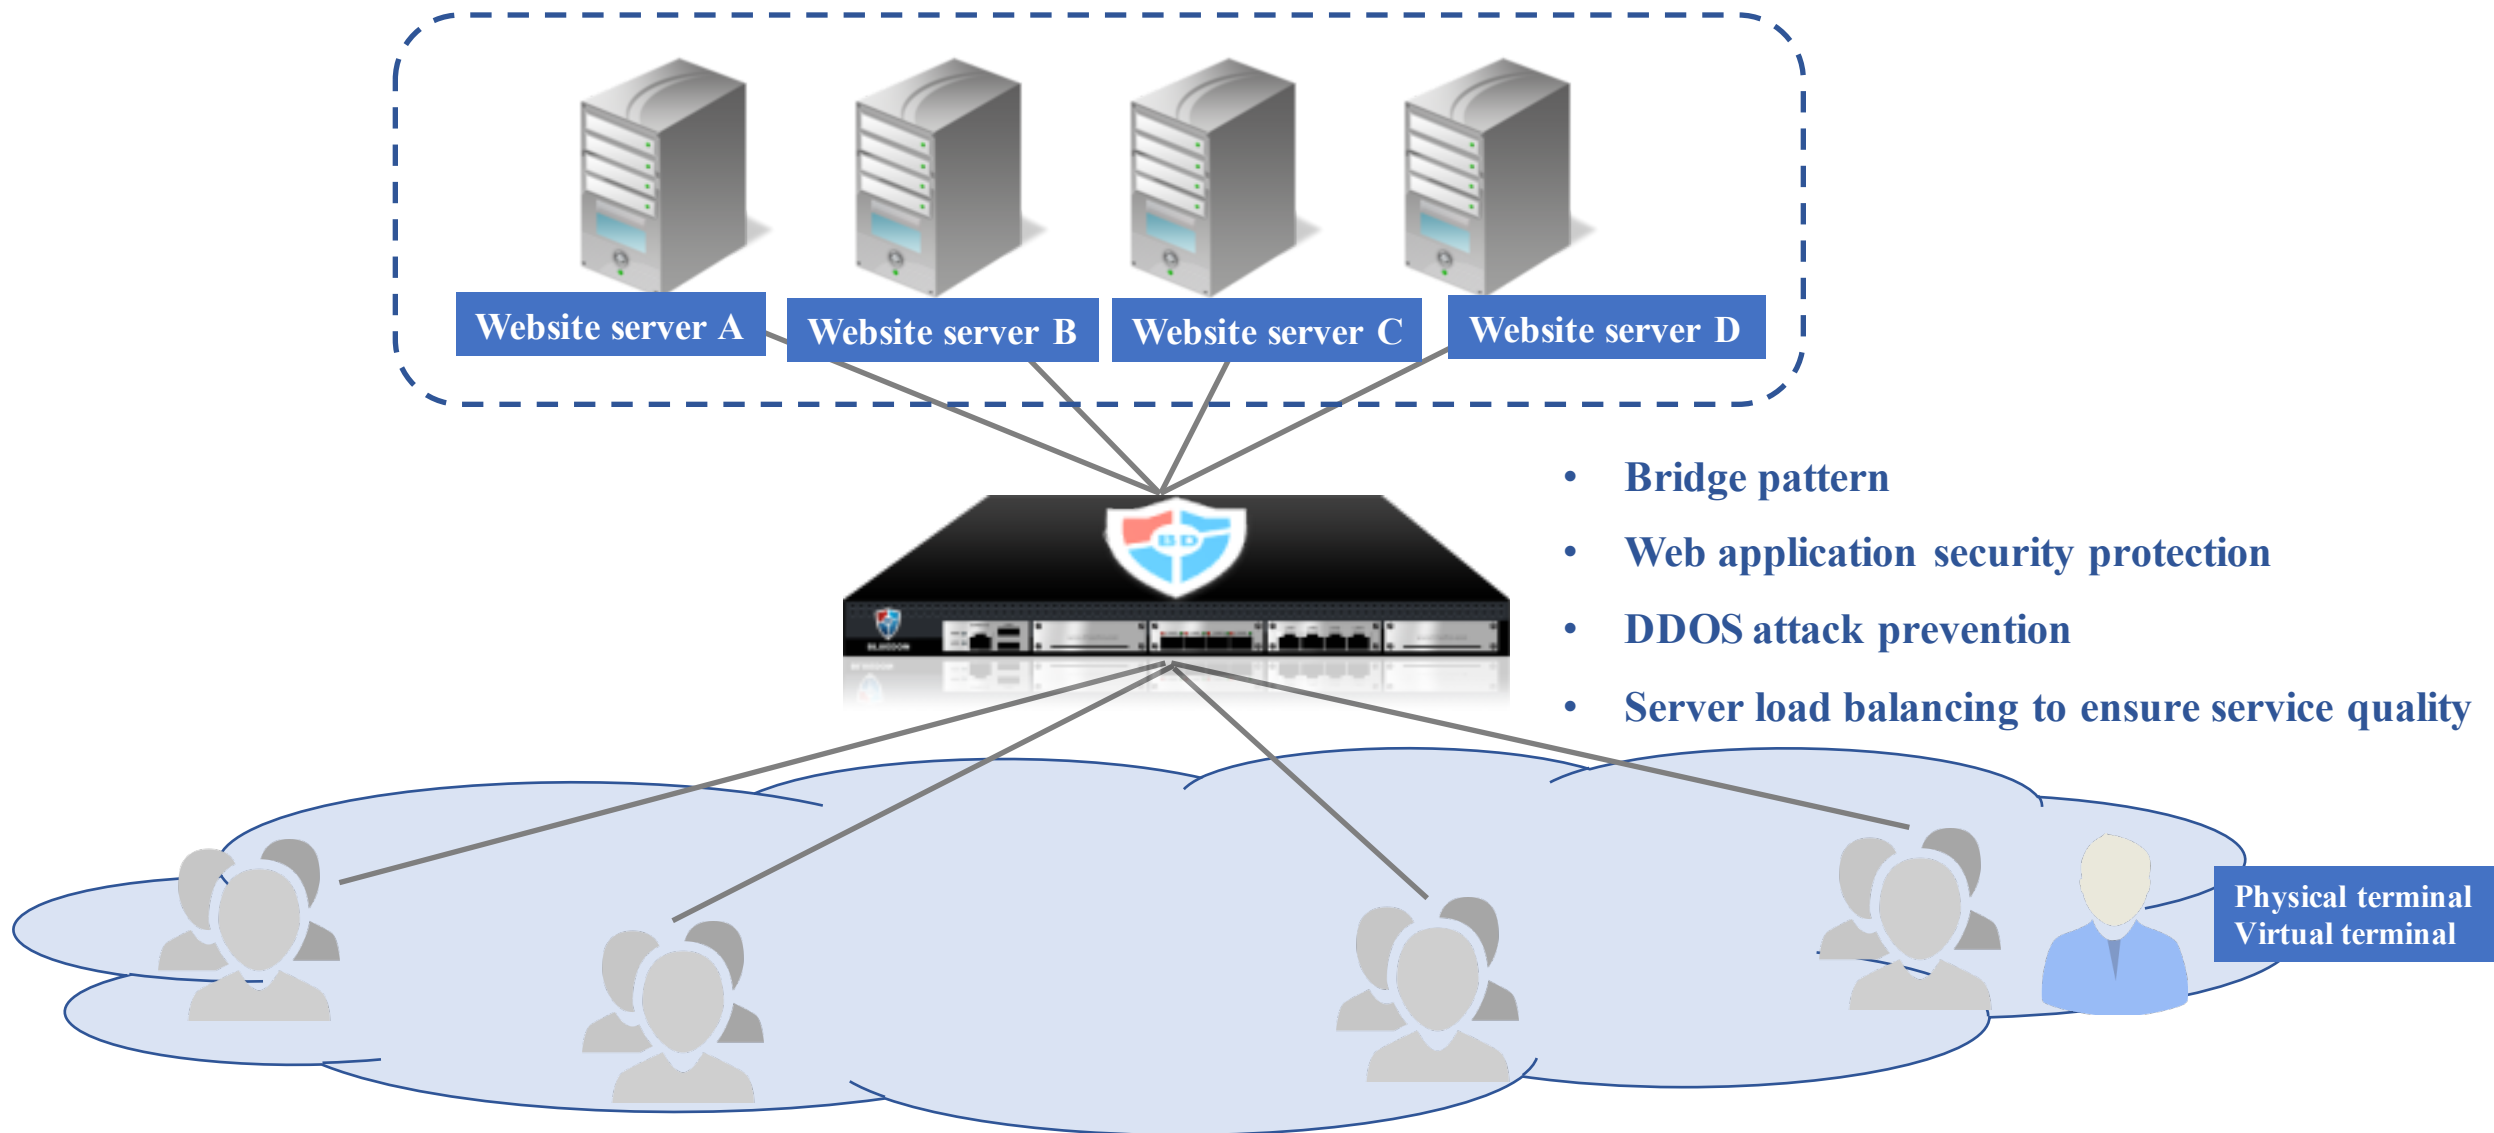 Website server A
Website server B
Website server C
Website server D
• Bridge pattern
BD
• Web application security protection
• DDOS attack prevention
• Server load balancing to ensure service quality
Physical terminal
Virtual terminal